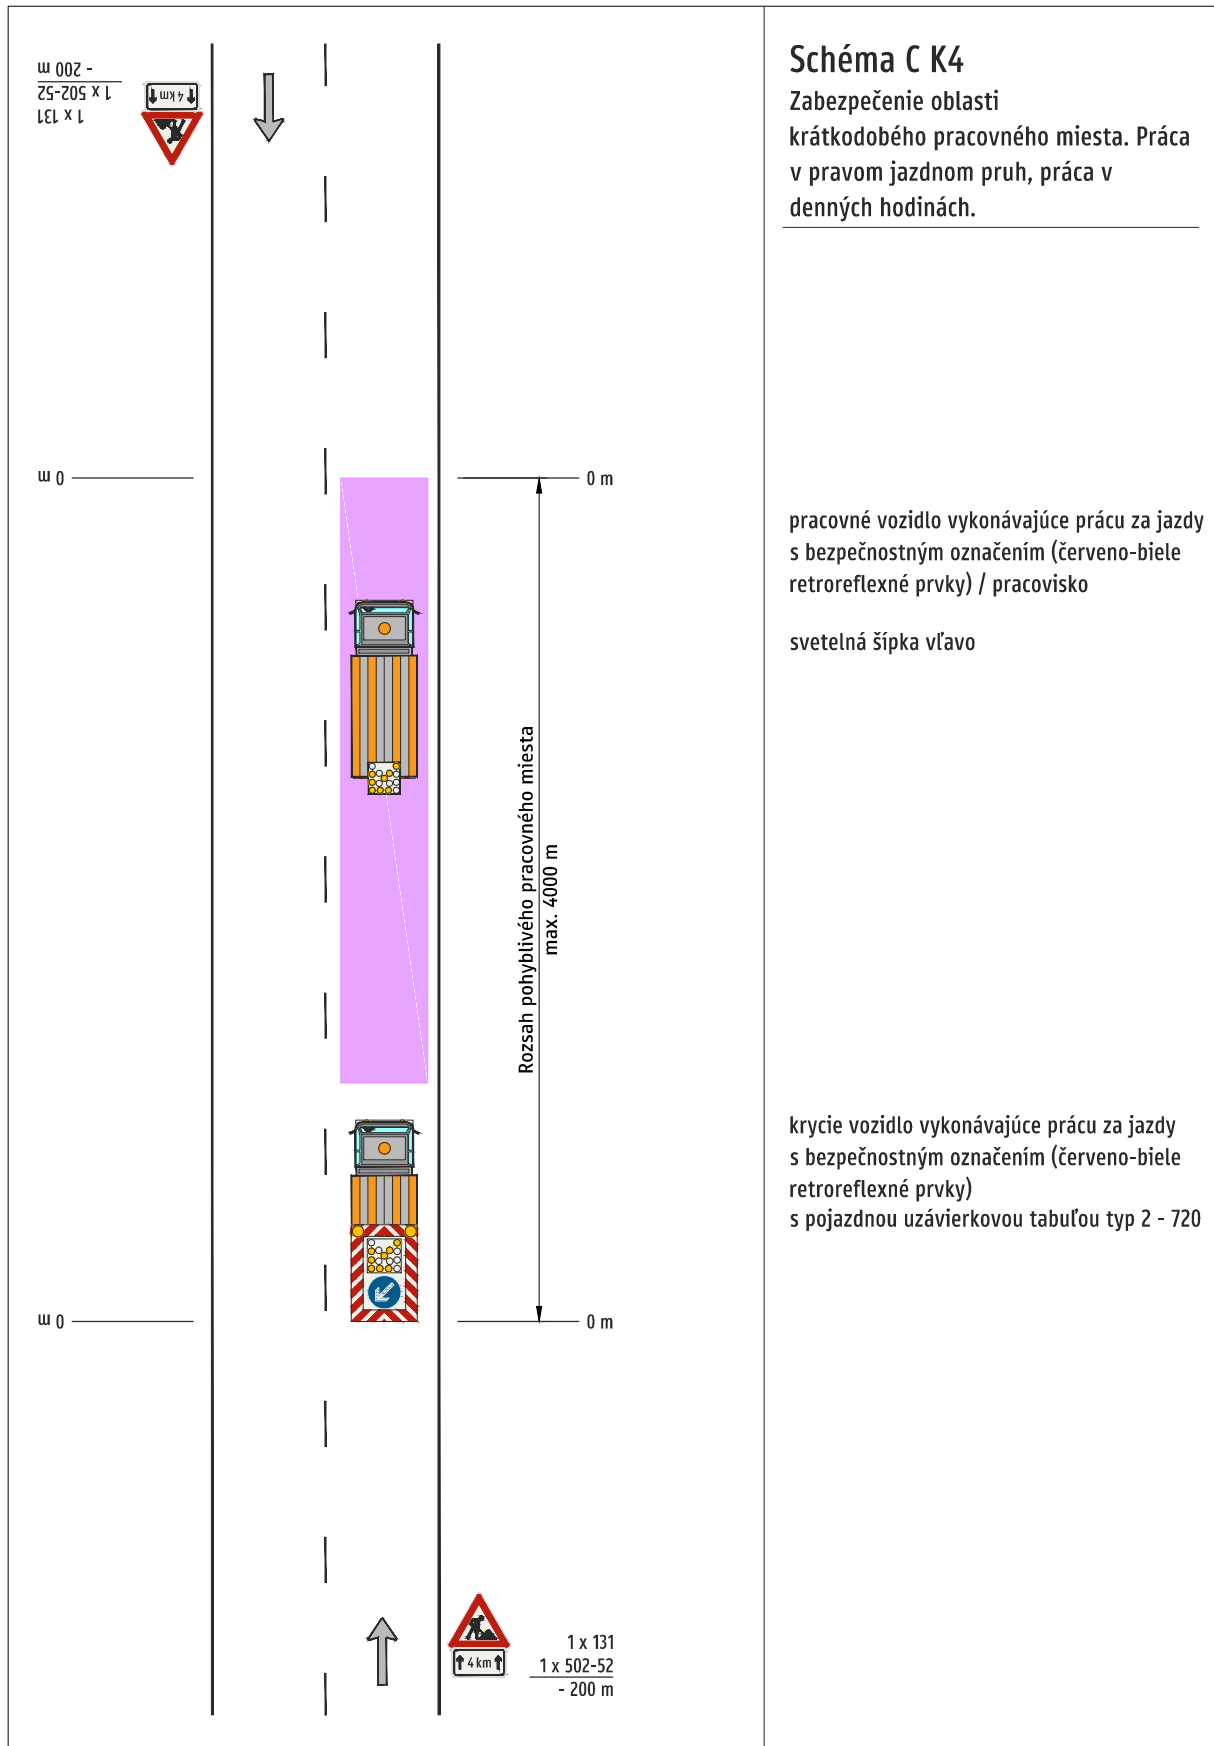 - 200 m
1 x 502-52
1 x 131
4 km
Schéma C K4
Zabezpečenie oblasti
krátkodobého pracovného miesta. Práca
v pravom jazdnom pruh, práca v
denných hodinách.
0 m
0 m
pracovné vozidlo vykonávajúce prácu za jazdy
s bezpečnostným označením (červeno-biele
retroreflexné prvky) / pracovisko
svetelná šípka vľavo
Rozsah pohyblivého pracovného miesta
max. 4000 m
krycie vozidlo vykonávajúce prácu za jazdy
s bezpečnostným označením (červeno-biele
retroreflexné prvky)
s pojazdnou uzávierkovou tabuľou typ 2 - 720
0 m
0 m
4 km
1 x 131
1 x 502-52
- 200 m